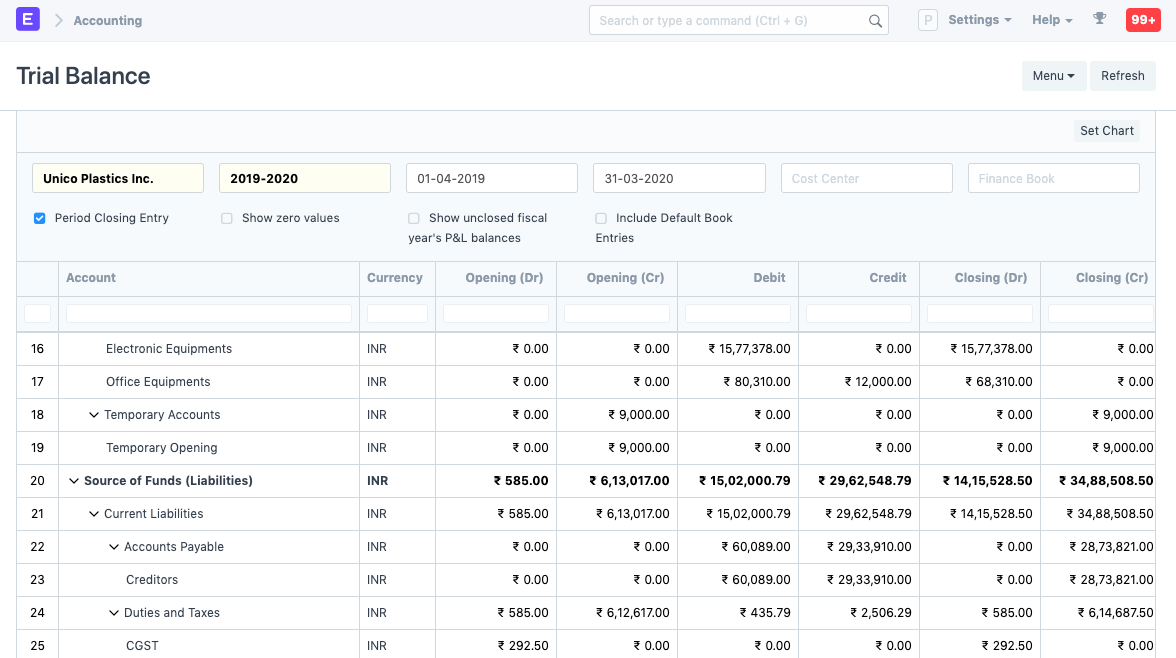 E Accounting Search or type a command (Ctrl + G) P Settings Help 99+
Trial Balance Menu Refresh
Set Chart
Unico Plastics Inc. 2019-2020 01-04-2019 31-03-2020 Cost Center Finance Book
Period Closing Entry Show zero values Show unclosed fiscal year's P&L balances Include Default Book Entries
Account Currency Opening (Dr) Opening (Cr) Debit Credit Closing (Dr) Closing (Cr)
16 Electronic Equipments INR ₹ 0.00 ₹ 0.00 ₹ 15,77,378.00 ₹ 0.00 ₹ 15,77,378.00 ₹ 0.00
17 Office Equipments INR ₹ 0.00 ₹ 0.00 ₹ 80,310.00 ₹ 12,000.00 ₹ 68,310.00 ₹ 0.00
18 Temporary Accounts INR ₹ 0.00 ₹ 9,000.00 ₹ 0.00 ₹ 0.00 ₹ 0.00 ₹ 9,000.00
19 Temporary Opening INR ₹ 0.00 ₹ 9,000.00 ₹ 0.00 ₹ 0.00 ₹ 0.00 ₹ 9,000.00
20 Source of Funds (Liabilities) INR ₹ 585.00 ₹ 6,13,017.00 ₹ 15,02,000.79 ₹ 29,62,548.79 ₹ 14,15,528.50 ₹ 34,88,508.50
21 Current Liabilities INR ₹ 585.00 ₹ 6,13,017.00 ₹ 15,02,000.79 ₹ 29,62,548.79 ₹ 14,15,528.50 ₹ 34,88,508.50
22 Accounts Payable INR ₹ 0.00 ₹ 0.00 ₹ 60,089.00 ₹ 29,33,910.00 ₹ 0.00 ₹ 28,73,821.00
23 Creditors INR ₹ 0.00 ₹ 0.00 ₹ 60,089.00 ₹ 29,33,910.00 ₹ 0.00 ₹ 28,73,821.00
24 Duties and Taxes INR ₹ 585.00 ₹ 6,12,617.00 ₹ 435.79 ₹ 2,506.29 ₹ 585.00 ₹ 6,14,687.50
25 CGST INR ₹ 292.50 ₹ 0.00 ₹ 0.00 ₹ 0.00 ₹ 292.50 ₹ 0.00